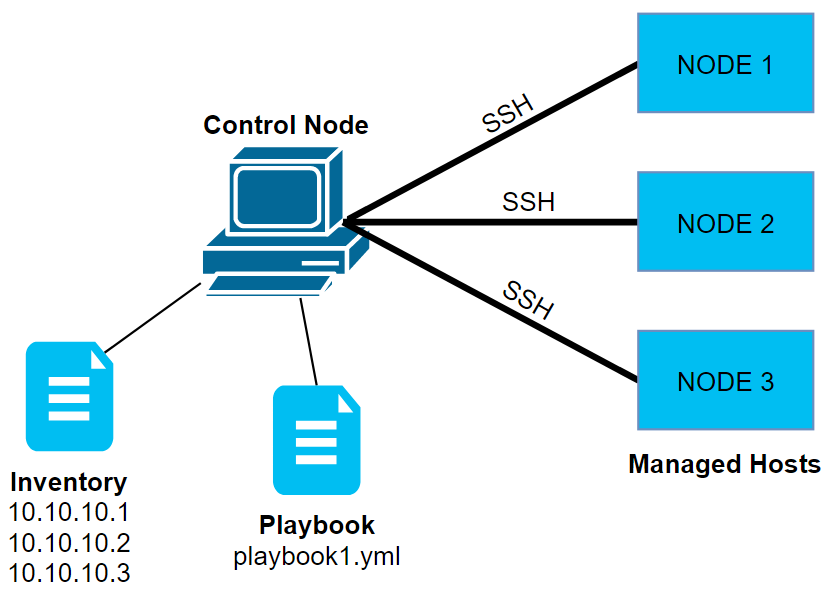 Control Node
SSH
SSH
SSH
NODE 1
NODE 2
NODE 3
Managed Hosts
Inventory
10.10.10.1
10.10.10.2
10.10.10.3
Playbook
playbook1.yml